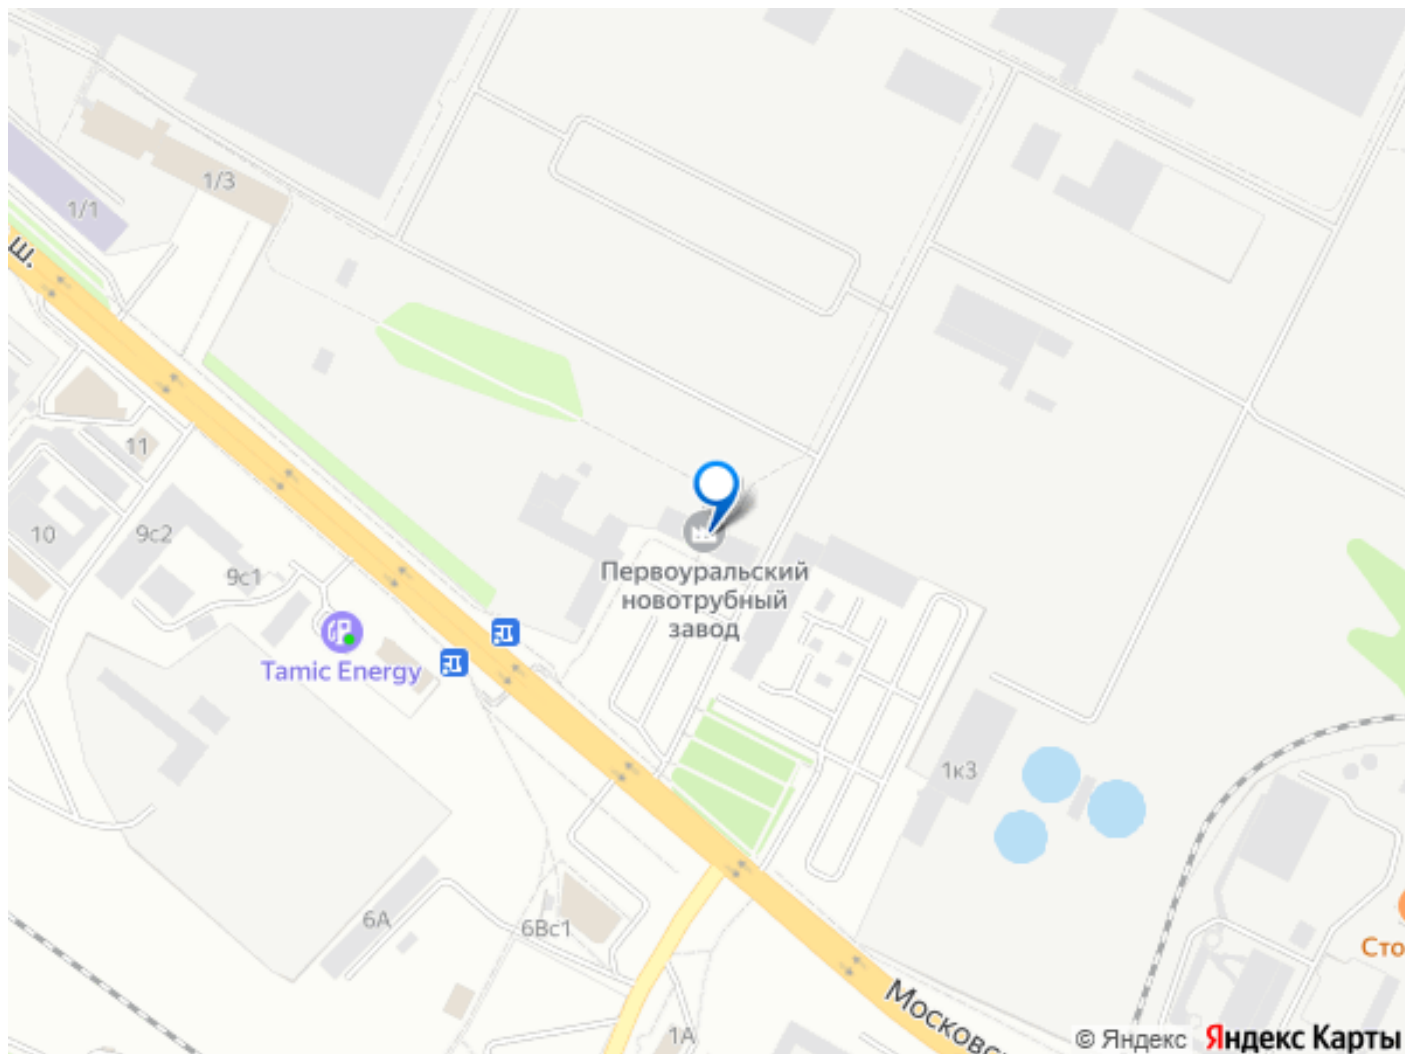 1/3
1/1
ш.
11
10
9с2
9с1
Tamic Energy
Первоуральский
новотрубный
завод
1к3
6А
6Вс1
1А
Сто
Московс
© Яндекс
Яндекс Карты